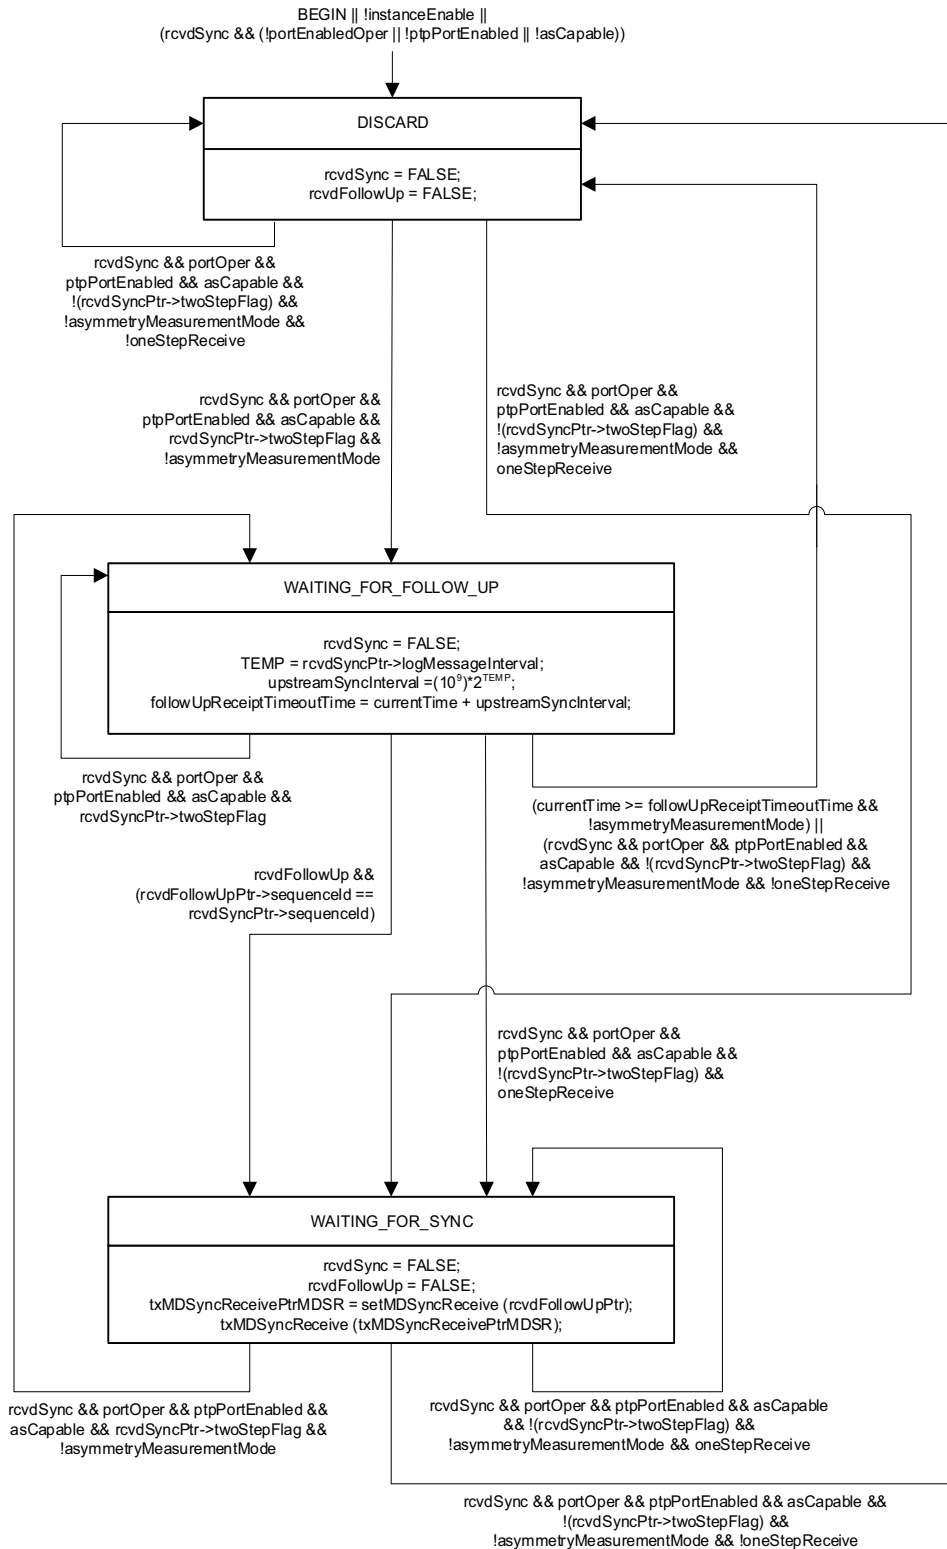 BEGIN || !instanceEnable ||
(rcvdSync && (!portEnabledOper || !ptpPortEnabled || !asCapable))
DISCARD
rcvdSync = FALSE;
rcvdFollowUp = FALSE;
rcvdSync && portOper &&
ptpPortEnabled && asCapable &&
!(rcvdSyncPtr->twoStepFlag) &&
!asymmetryMeasurementMode &&
!oneStepReceive
rcvdSync && portOper &&
ptpPortEnabled && asCapable &&
rcvdSyncPtr->twoStepFlag &&
!asymmetryMeasurementMode
rcvdSync && portOper &&
ptpPortEnabled && asCapable &&
!(rcvdSyncPtr->twoStepFlag) &&
!asymmetryMeasurementMode &&
oneStepReceive
WAITING_FOR_FOLLOW_UP
rcvdSync = FALSE;
TEMP = rcvdSyncPtr->logMessageInterval;
upstreamSyncInterval =(10⁹)*2ᵀᴱᴹᴾ;
followUpReceiptTimeoutTime = currentTime + upstreamSyncInterval;
rcvdSync && portOper &&
ptpPortEnabled && asCapable &&
rcvdSyncPtr->twoStepFlag
(currentTime >= followUpReceiptTimeoutTime &&
!asymmetryMeasurementMode) ||
(rcvdSync && portOper && ptpPortEnabled &&
asCapable && !(rcvdSyncPtr->twoStepFlag) &&
!asymmetryMeasurementMode && !oneStepReceive
rcvdFollowUp &&
(rcvdFollowUpPtr->sequenceId ==
rcvdSyncPtr->sequenceId)
rcvdSync && portOper &&
ptpPortEnabled && asCapable &&
!(rcvdSyncPtr->twoStepFlag) &&
oneStepReceive
WAITING_FOR_SYNC
rcvdSync = FALSE;
rcvdFollowUp = FALSE;
txMDSyncReceivePtrMDSR = setMDSyncReceive (rcvdFollowUpPtr);
txMDSyncReceive (txMDSyncReceivePtrMDSR);
rcvdSync && portOper && ptpPortEnabled &&
asCapable && rcvdSyncPtr->twoStepFlag &&
!asymmetryMeasurementMode
rcvdSync && portOper && ptpPortEnabled && asCapable
&& !(rcvdSyncPtr->twoStepFlag) &&
!asymmetryMeasurementMode && oneStepReceive
rcvdSync && portOper && ptpPortEnabled && asCapable &&
!(rcvdSyncPtr->twoStepFlag) &&
!asymmetryMeasurementMode && !oneStepReceive